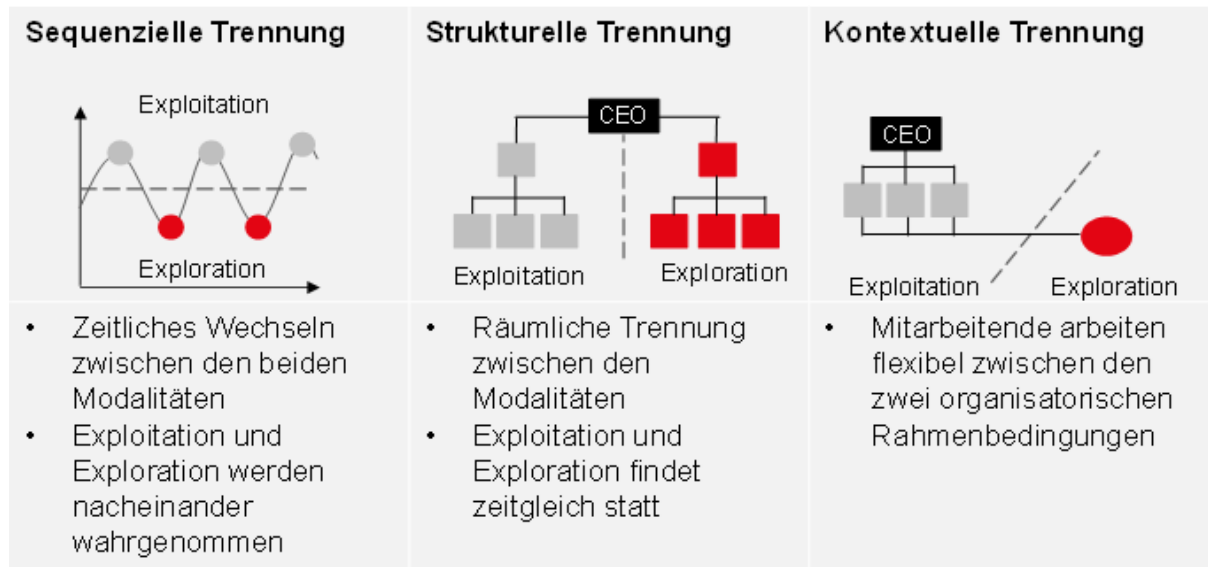 Sequenzielle Trennung
Exploitation
Exploration
• Zeitliches Wechseln
zwischen den beiden
Modalitäten
• Exploitation und
Exploration werden
nacheinander
wahrgenommen
Strukturelle Trennung
CEO
Exploitation
Exploration
• Räumliche Trennung
zwischen den
Modalitäten
• Exploitation und
Exploration findet
zeitgleich statt
Kontextuelle Trennung
CEO
Exploitation
Exploration
• Mitarbeitende arbeiten
flexibel zwischen den
zwei organisatorischen
Rahmenbedingungen